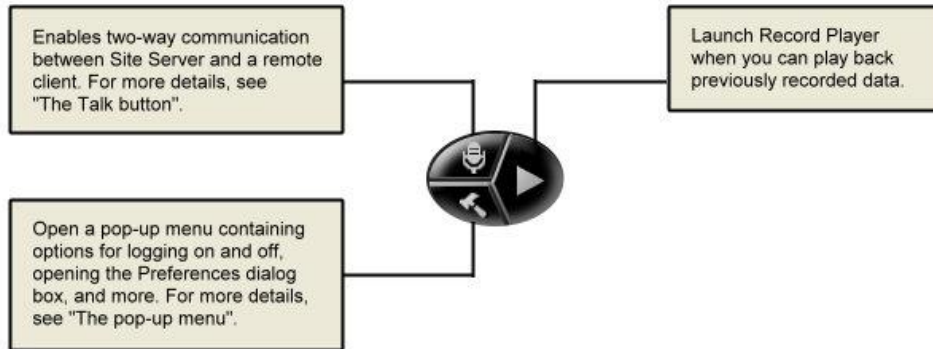 Enables two-way communication
between Site Server and a remote
client. For more details, see
"The Talk button".
Launch Record Player
when you can play back
previously recorded data.
Open a pop-up menu containing
options for logging on and off,
opening the Preferences dialog
box, and more. For more details,
see "The pop-up menu".